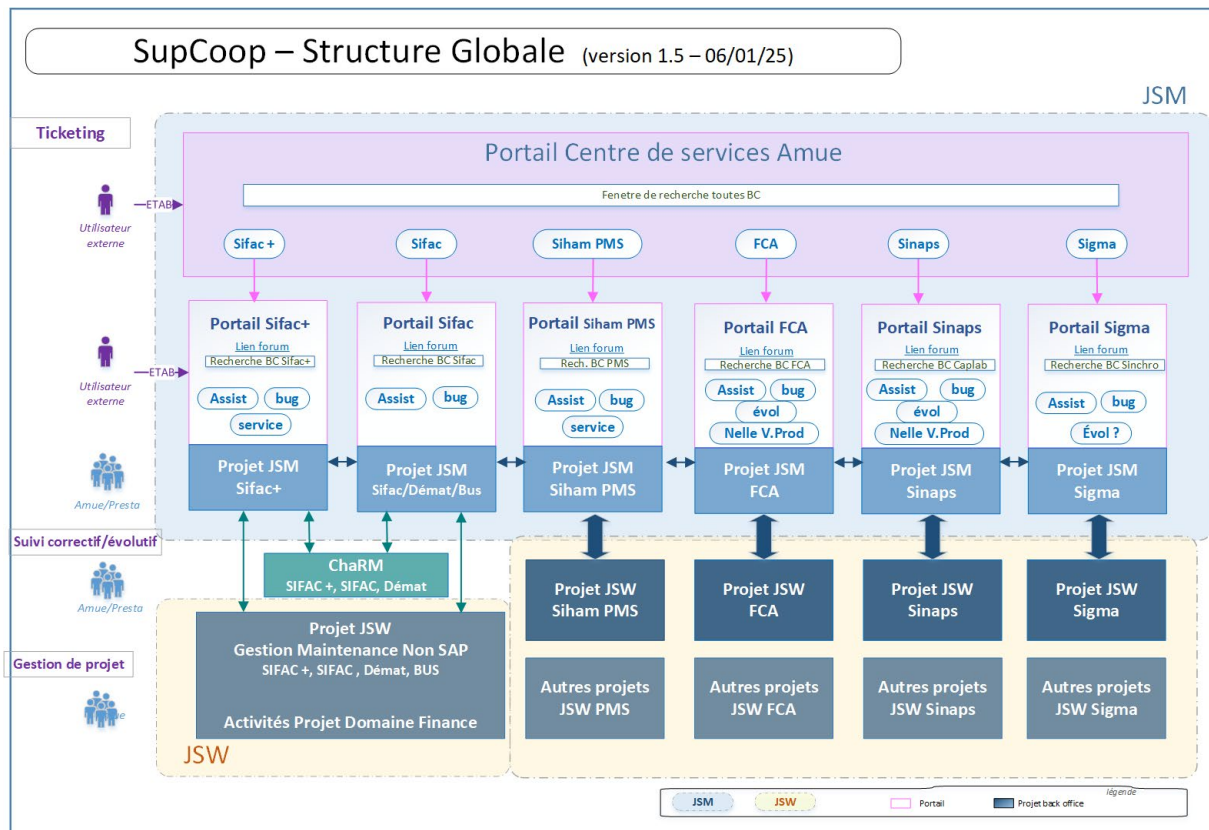 SupCoop – Structure Globale (version 1.5 – 06/01/25)
JSM
Ticketing
Portail Centre de services Amue
Fenetre de recherche toutes BC
ETAB
Utilisateur
externe
Sifac +
Sifac
Siham PMS
FCA
Sinaps
Sigma
Utilisateur
externe
ETAB
Portail Sifac+
Lien forum
Recherche BC Sifac+
Assist
bug
service
Portail Sifac
Lien forum
Recherche BC Sifac
Assist
bug
Portail Siham PMS
Lien forum
Rech. BC PMS
Assist
bug
service
Portail FCA
Lien forum
Recherche BC FCA
Assist
bug
évol
Nelle V.Prod
Portail Sinaps
Lien forum
Recherche BC Caplab
Assist
bug
évol
Nelle V.Prod
Portail Sigma
Lien forum
Recherche BC Sinchro
Assist
bug
Évol ?
Amue/Presta
Projet JSM
Sifac+
Projet JSM
Sifac/Démat/Bus
Projet JSM
Siham PMS
Projet JSM
FCA
Projet JSM
Sinaps
Projet JSM
Sigma
Suivi correctif/évolutif
Amue/Presta
ChaRM
SIFAC +, SIFAC, Démat
Projet JSW
Siham PMS
Projet JSW
FCA
Projet JSW
Sinaps
Projet JSW
Sigma
Gestion de projet
Projet JSW
Gestion Maintenance Non SAP
SIFAC +, SIFAC , Démat, BUS
Activités Projet Domaine Finance
Autres projets
JSW PMS
Autres projets
JSW FCA
Autres projets
JSW Sinaps
Autres projets
JSW Sigma
JSW
légende
JSM
JSW
Portail
Projet back office